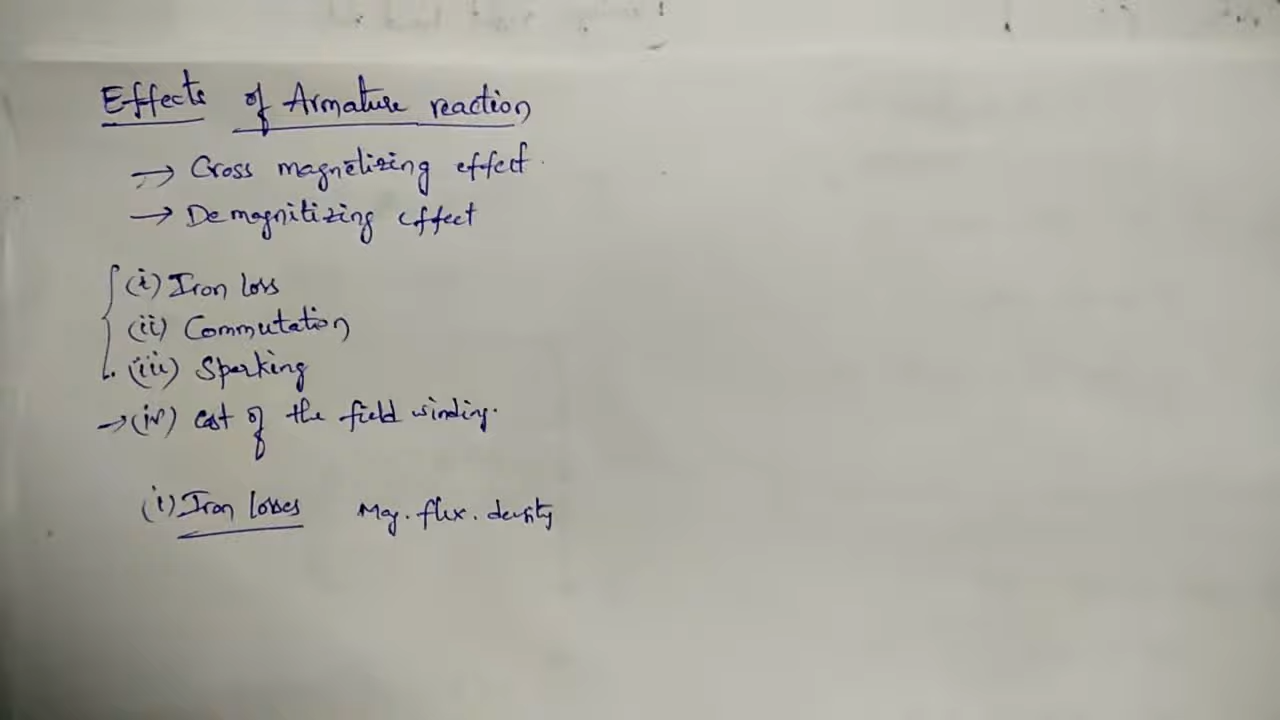 Effects of Armature reaction
→ Cross magnetizing effect.
→ Demagnitizing effect
(i) Iron loss
(ii) Commutation
(iii) Sparking
→ (iv) Cost of the field winding.
(i) Iron losses Mag. flux. density